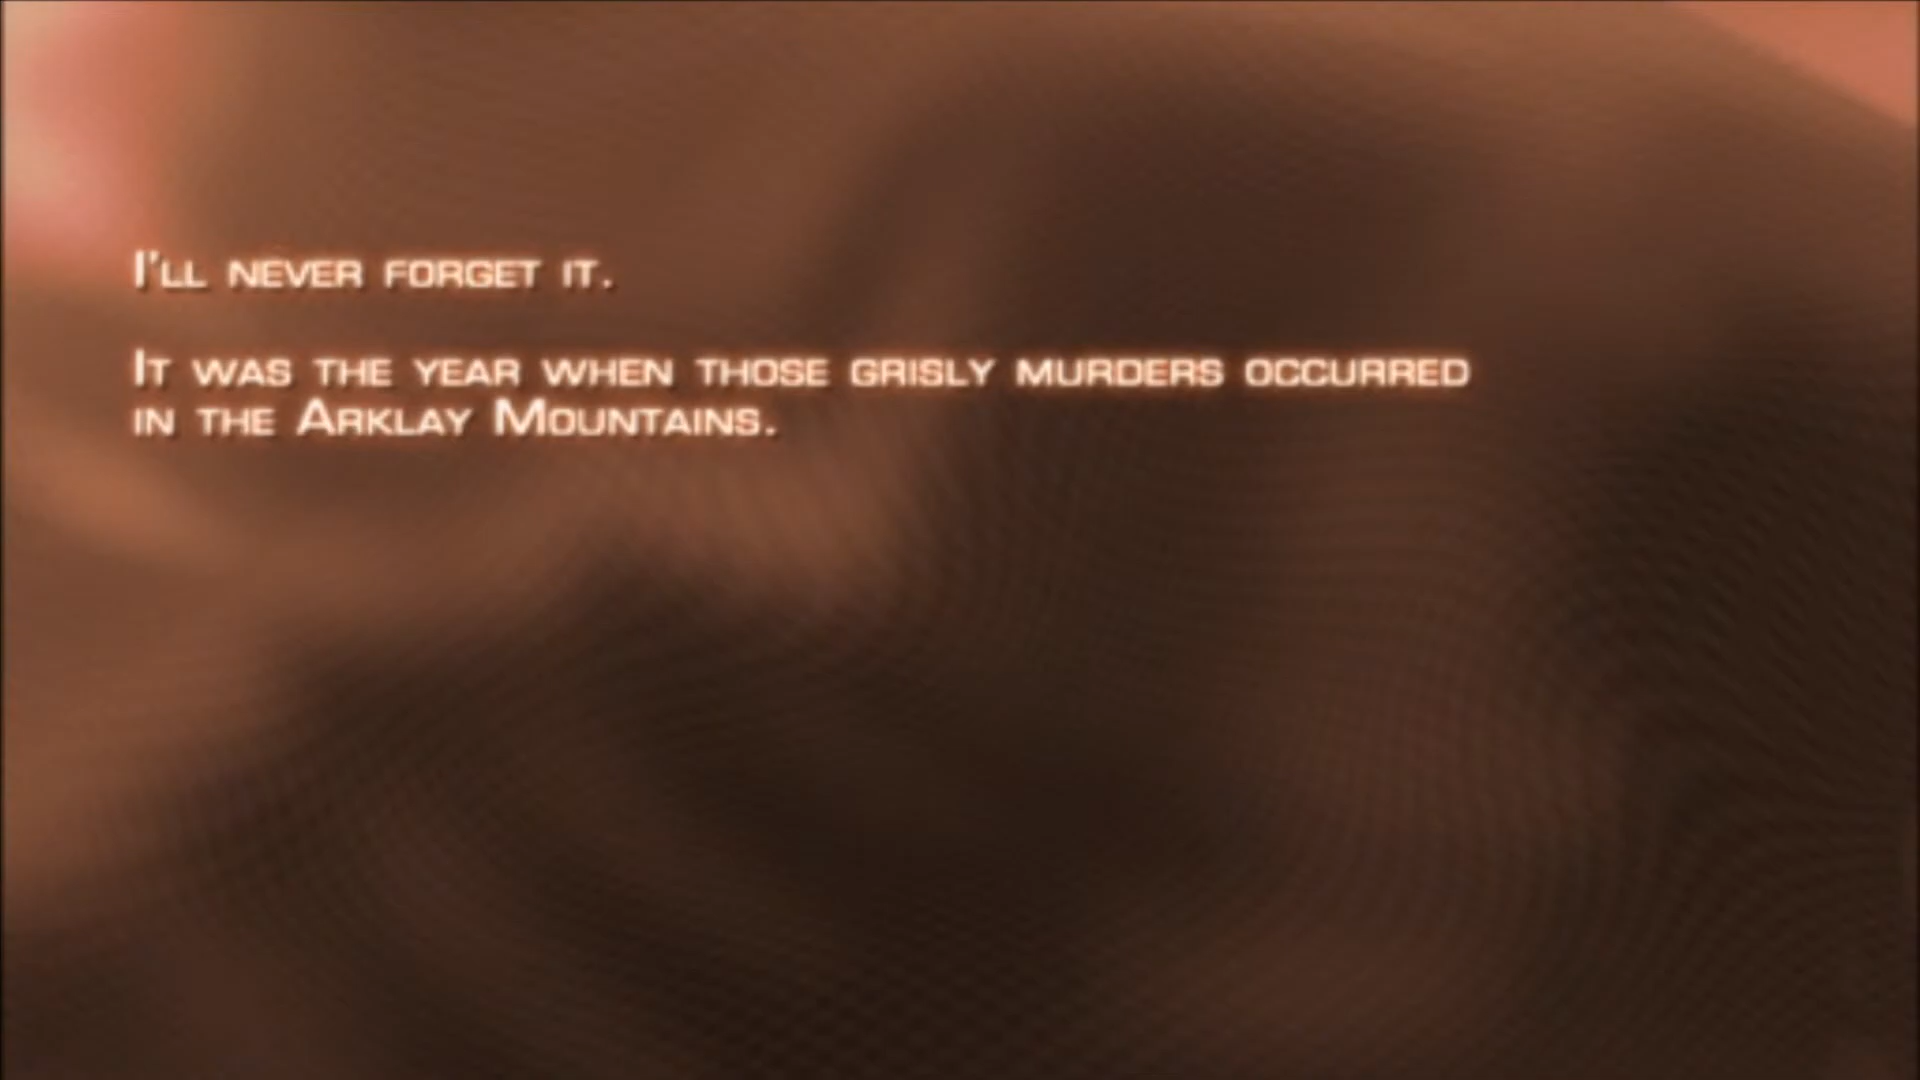 I'll never forget it.
It was the year when those grisly murders occurred
in the Arklay Mountains.